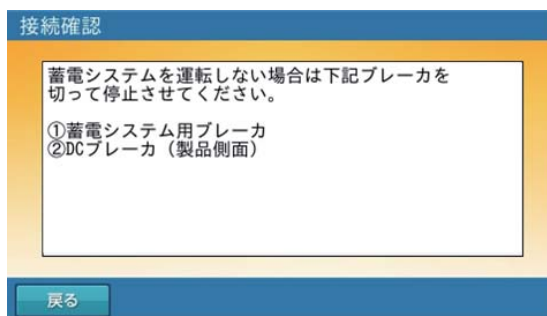 接続確認
蓄電システムを運転しない場合は下記ブレーカを
切って停止させてください。
①蓄電システム用ブレーカ
②DCブレーカ（製品側面）
戻る